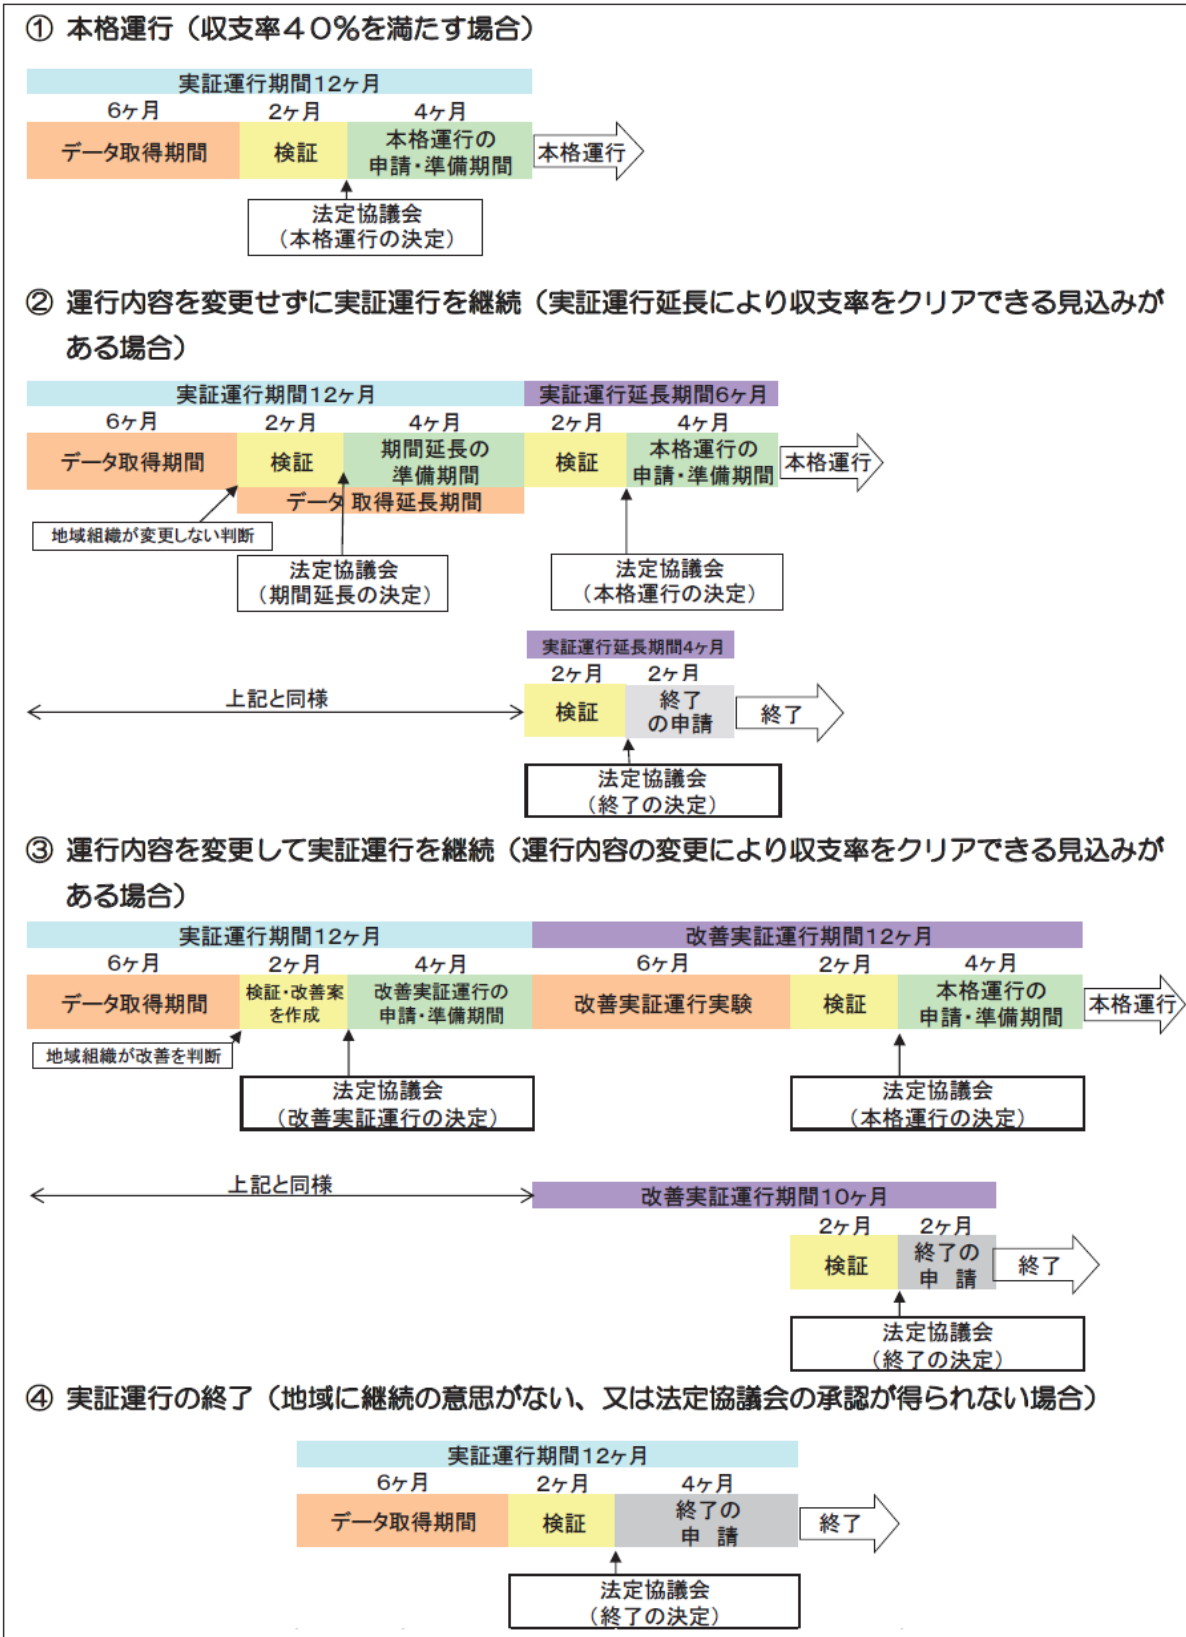 ① 本格運行（収支率４０％を満たす場合）
実証運行期間12ヶ月
6ヶ月 2ヶ月 4ヶ月
データ取得期間 検証 本格運行の
申請・準備期間 本格運行
法定協議会
（本格運行の決定）
② 運行内容を変更せずに実証運行を継続（実証運行延長により収支率をクリアできる見込みが
ある場合）
実証運行期間12ヶ月 実証運行延長期間6ヶ月
6ヶ月 2ヶ月 4ヶ月 2ヶ月 4ヶ月
データ取得期間 検証 期間延長の
準備期間 検証 本格運行の
申請・準備期間 本格運行
データ取得延長期間
地域組織が変更しない判断
法定協議会
（期間延長の決定）
法定協議会
（本格運行の決定）
実証運行延長期間4ヶ月
2ヶ月 2ヶ月
上記と同様
検証 終了
の申請 終了
法定協議会
（終了の決定）
③ 運行内容を変更して実証運行を継続（運行内容の変更により収支率をクリアできる見込みが
ある場合）
実証運行期間12ヶ月 改善実証運行期間12ヶ月
6ヶ月 2ヶ月 4ヶ月 6ヶ月 2ヶ月 4ヶ月
データ取得期間 検証・改善案
を作成 改善実証運行の
申請・準備期間 改善実証運行実験 検証 本格運行の
申請・準備期間 本格運行
地域組織が改善を判断
法定協議会
（改善実証運行の決定）
法定協議会
（本格運行の決定）
上記と同様
改善実証運行期間10ヶ月
2ヶ月 2ヶ月
検証 終了の
申 請 終了
法定協議会
（終了の決定）
④ 実証運行の終了（地域に継続の意思がない、又は法定協議会の承認が得られない場合）
実証運行期間12ヶ月
6ヶ月 2ヶ月 4ヶ月
データ取得期間 検証 終了の
申 請 終了
法定協議会
（終了の決定）